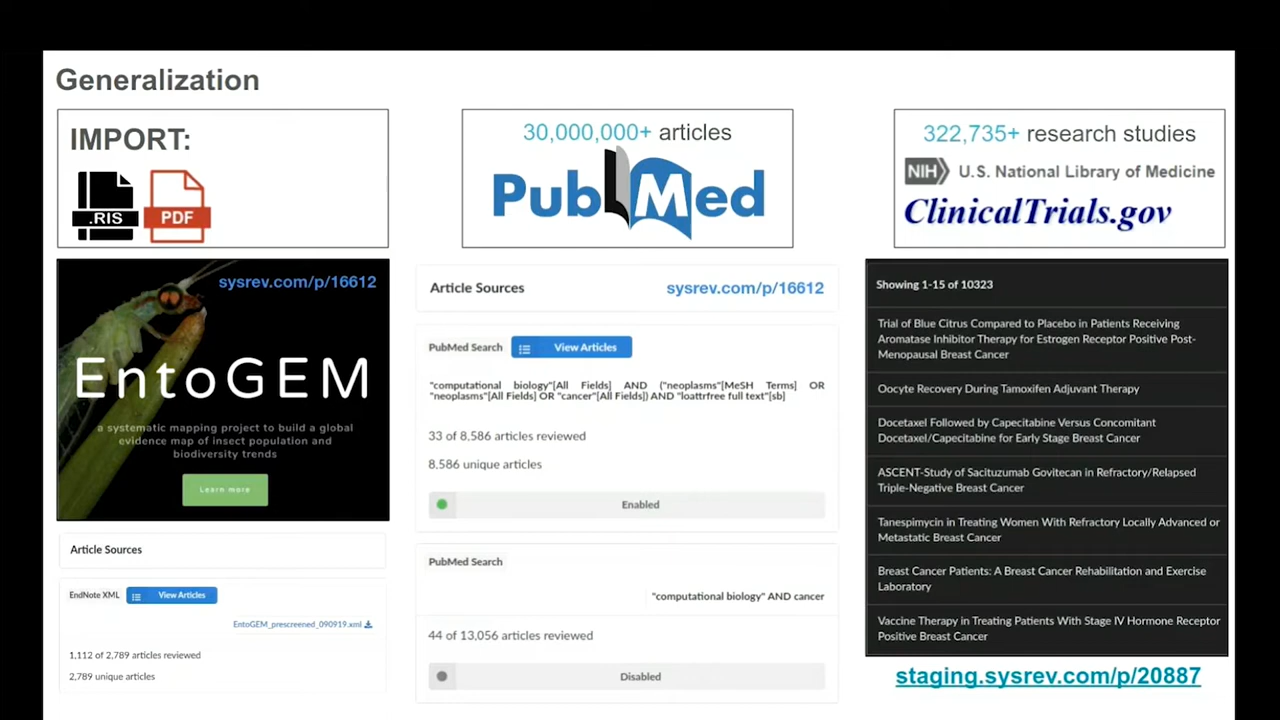 Generalization
IMPORT:
.RIS
PDF
30,000,000+ articles
PubMed
322,735+ research studies
NIH U.S. National Library of Medicine
ClinicalTrials.gov
sysrev.com/p/16612
EntoGEM
a systematic mapping project to build a global
evidence map of insect population and
biodiversity trends
Learn more
Article Sources
EndNote XML View Articles
EntoGEM_prescreened_090919.xml
1,112 of 2,789 articles reviewed
2,789 unique articles
Article Sources sysrev.com/p/16612
PubMed Search View Articles
"computational biology"[All Fields] AND ("neoplasms"[MeSH Terms] OR
"neoplasms"[All Fields] OR "cancer"[All Fields]) AND "loattrfree full text"[sb]
33 of 8,586 articles reviewed
8,586 unique articles
Enabled
PubMed Search
"computational biology" AND cancer
44 of 13,056 articles reviewed
Disabled
Showing 1-15 of 10323
Trial of Blue Citrus Compared to Placebo in Patients Receiving
Aromatase Inhibitor Therapy for Estrogen Receptor Positive Post-
Menopausal Breast Cancer
Oocyte Recovery During Tamoxifen Adjuvant Therapy
Docetaxel Followed by Capecitabine Versus Concomitant
Docetaxel/Capecitabine for Early Stage Breast Cancer
ASCENT-Study of Sacituzumab Govitecan in Refractory/Relapsed
Triple-Negative Breast Cancer
Tanespimycin in Treating Women With Refractory Locally Advanced or
Metastatic Breast Cancer
Breast Cancer Patients: A Breast Cancer Rehabilitation and Exercise
Laboratory
Vaccine Therapy in Treating Patients With Stage IV Hormone Receptor
Positive Breast Cancer
staging.sysrev.com/p/20887